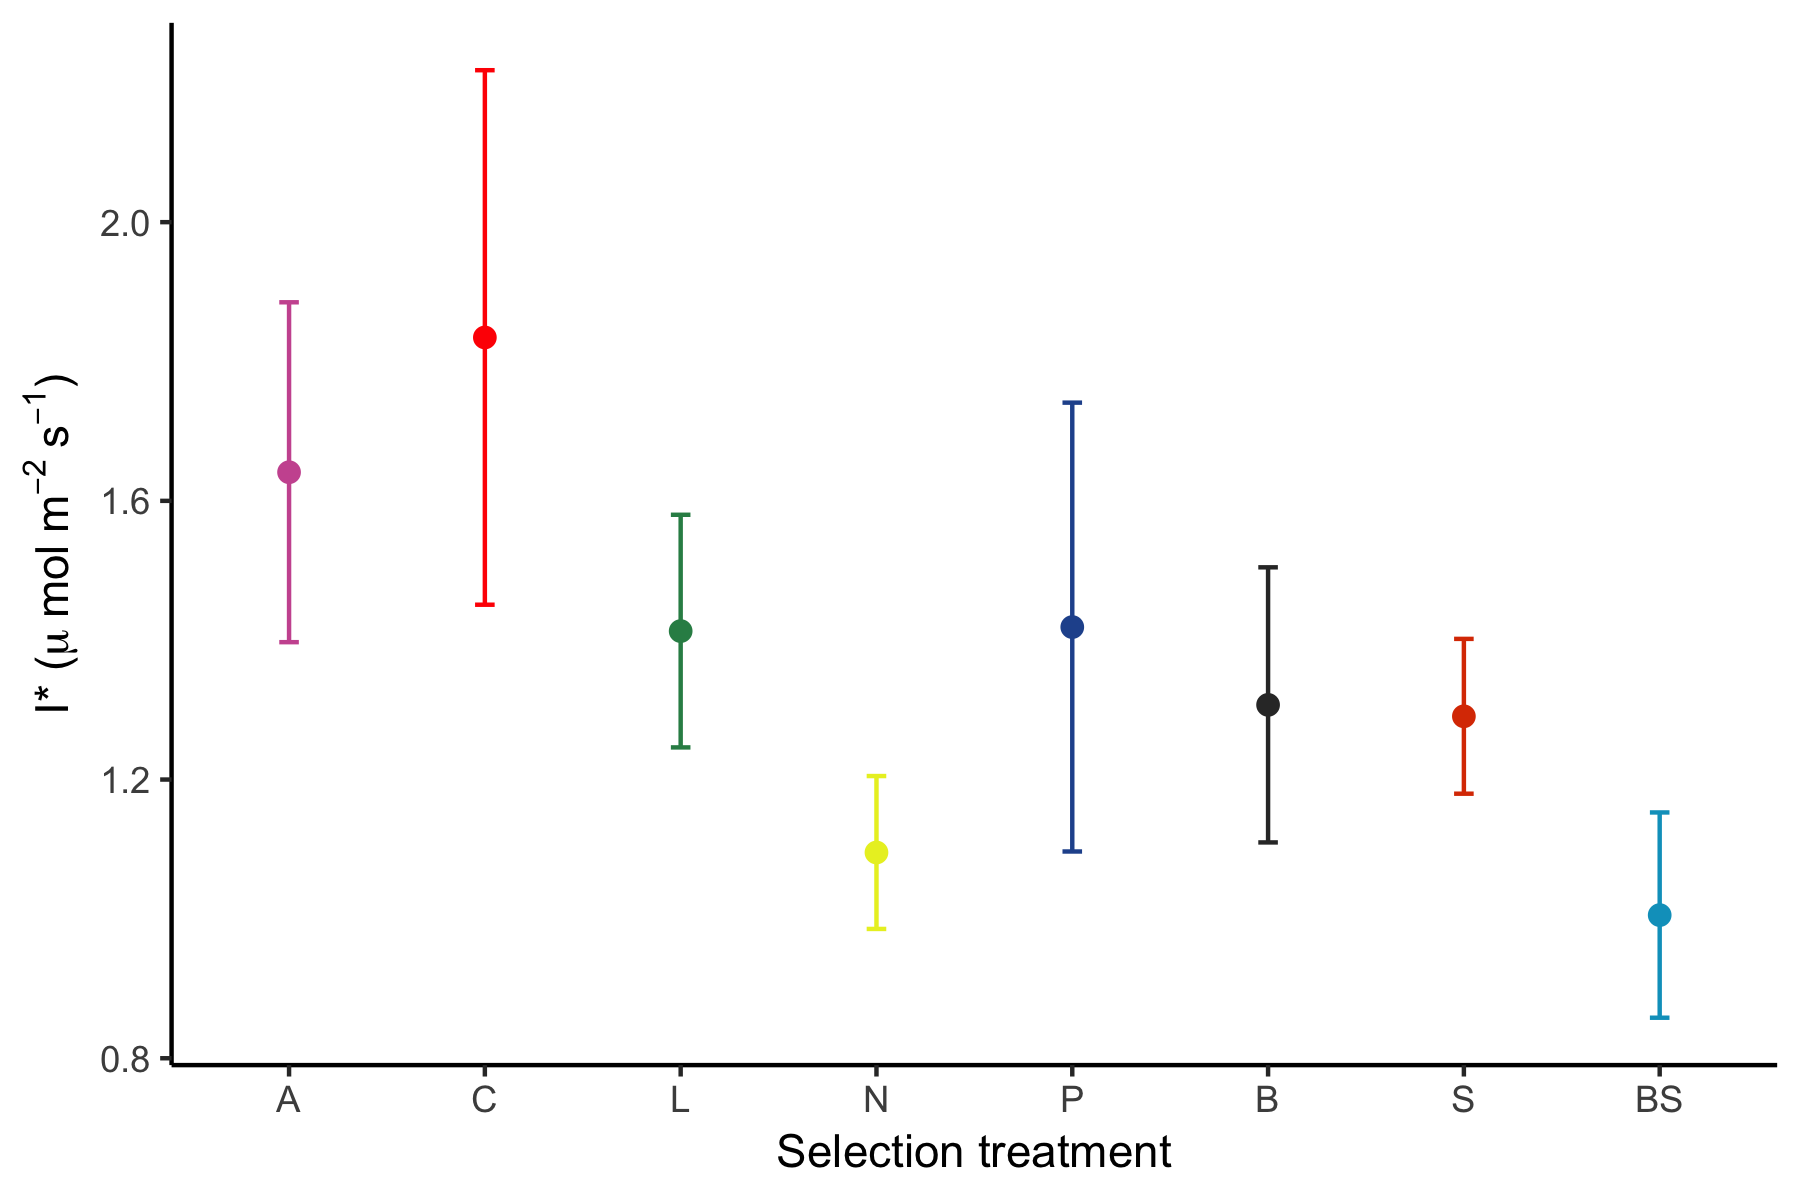 I* (μ mol m⁻² s⁻¹)
2.0
1.6
1.2
0.8
A C L N P B S BS
Selection treatment